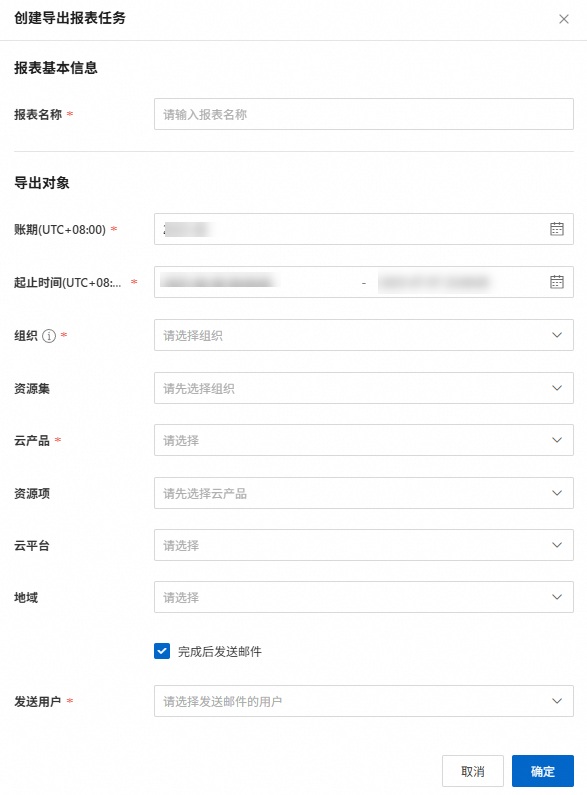 创建导出报表任务
报表基本信息
报表名称 *
请输入报表名称
导出对象
账期(UTC+08:00) *
起止时间(UTC+08:... *
-
组织 *
请选择组织
资源集
请先选择组织
云产品 *
请选择
资源项
请先选择云产品
云平台
请选择
地域
请选择
完成后发送邮件
发送用户 *
请选择发送邮件的用户
取消
确定